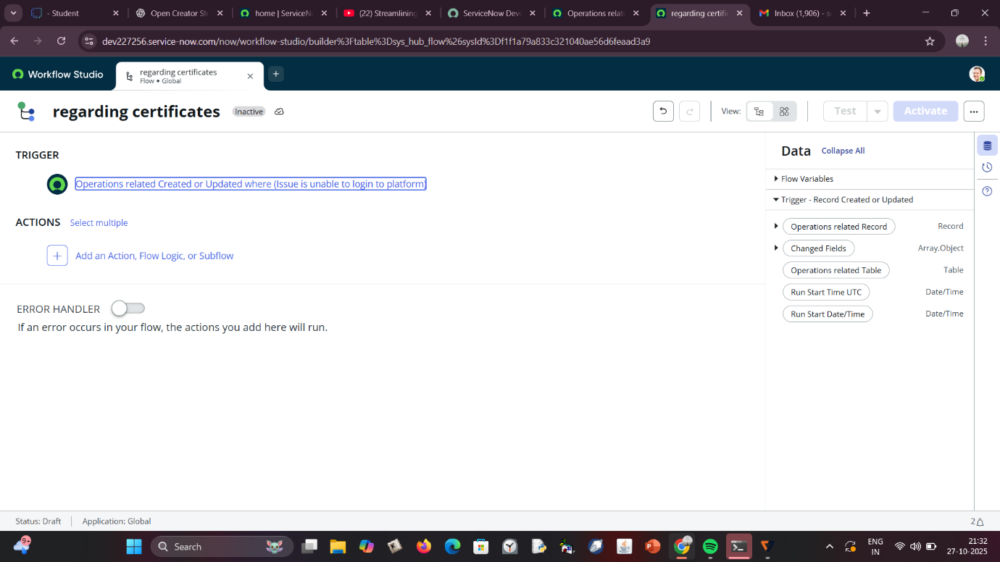 - Student
Open Creator St
home | ServiceN
(22) Streamlining
ServiceNow Deve
Operations relat
regarding certific
Inbox (1,906) - s
dev227256.service-now.com/now/workflow-studio/builder%3Ftable%3Dsys_hub_flow%26sysId%3Df1f1a79a833c321040ae56d6feaad3a9
Workflow Studio
regarding certificates
Flow • Global
regarding certificates
Inactive
View:
Test
Activate
TRIGGER
Operations related Created or Updated where (Issue is unable to login to platform)
ACTIONS
Select multiple
Add an Action, Flow Logic, or Subflow
ERROR HANDLER
If an error occurs in your flow, the actions you add here will run.
Data
Collapse All
Flow Variables
Trigger - Record Created or Updated
Operations related Record
Record
Changed Fields
Array.Object
Operations related Table
Table
Run Start Time UTC
Date/Time
Run Start Date/Time
Date/Time
Status: Draft
Application: Global
2
9+
Search
ENG
IN
21:32
27-10-2025